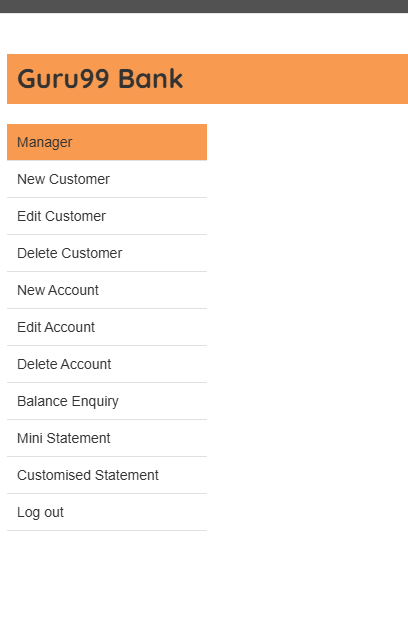 Guru99 Bank
Manager
New Customer
Edit Customer
Delete Customer
New Account
Edit Account
Delete Account
Balance Enquiry
Mini Statement
Customised Statement
Log out